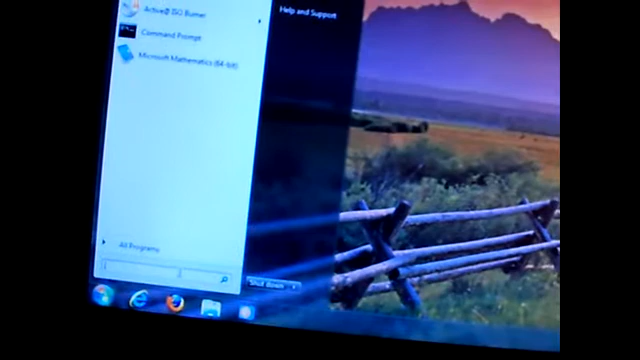 Active@ ISO Burner
Help and Support
Command Prompt
Microsoft Mathematics (64-bit)
All Programs
Shut down